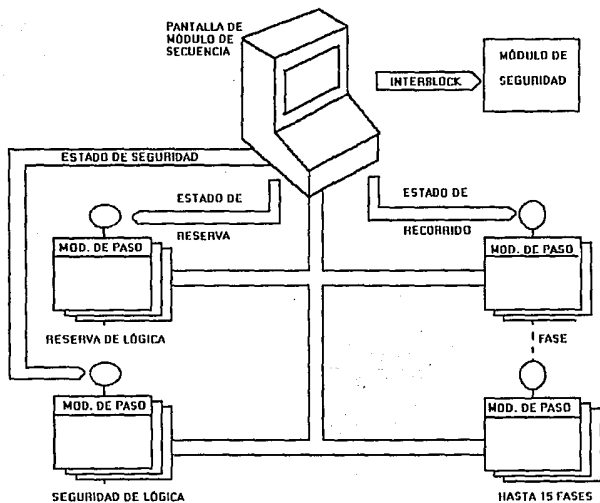 PANTALLA DE
MÓDULO DE
SECUENCIA
INTERBLOCK
MÓDULO DE
SEGURIDAD
ESTADO DE SEGURIDAD
ESTADO DE
RESERVA
ESTADO DE
RECORRIDO
MOD. DE PASO
MOD. DE PASO
RESERVA DE LÓGICA
FASE
MOD. DE PASO
MOD. DE PASO
SEGURIDAD DE LÓGICA
HASTA 15 FASES